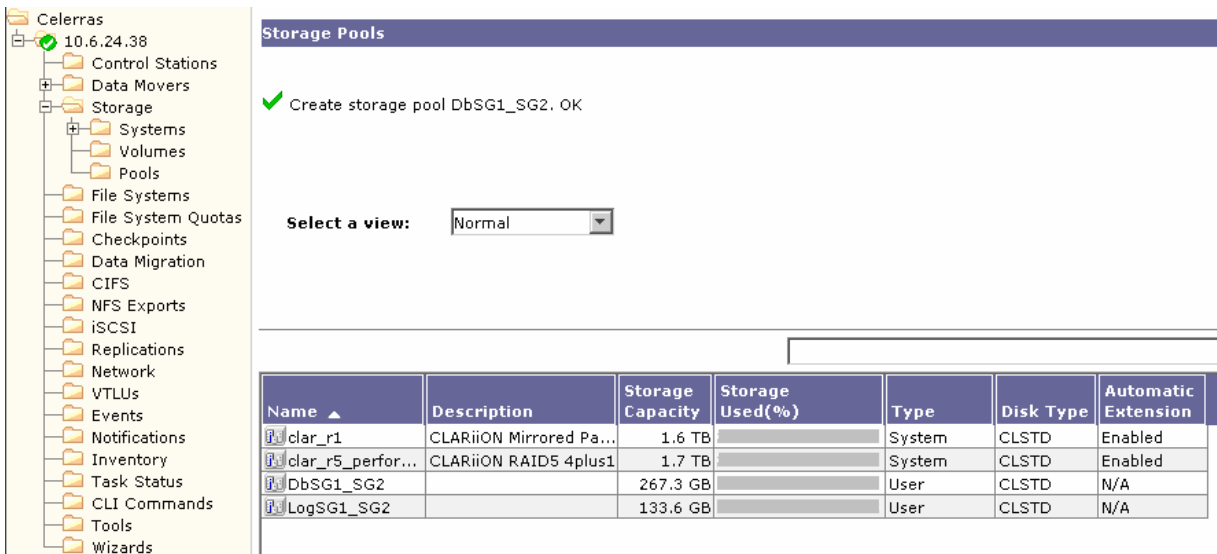 Celerras
10.6.24.38
Control Stations
Data Movers
Storage
Systems
Volumes
Pools
File Systems
File System Quotas
Checkpoints
Data Migration
CIFS
NFS Exports
iSCSI
Replications
Network
VTLUs
Events
Notifications
Inventory
Task Status
CLI Commands
Tools
Wizards
Storage Pools
Create storage pool DbSG1_SG2. OK
Select a view: Normal
Name Description Storage Capacity Storage Used(%) Type Disk Type Automatic Extension
clar_r1 CLARiiON Mirrored Pa... 1.6 TB System CLSTD Enabled
clar_r5_perfor... CLARiiON RAID5 4plus1 1.7 TB System CLSTD Enabled
DbSG1_SG2 267.3 GB User CLSTD N/A
LogSG1_SG2 133.6 GB User CLSTD N/A